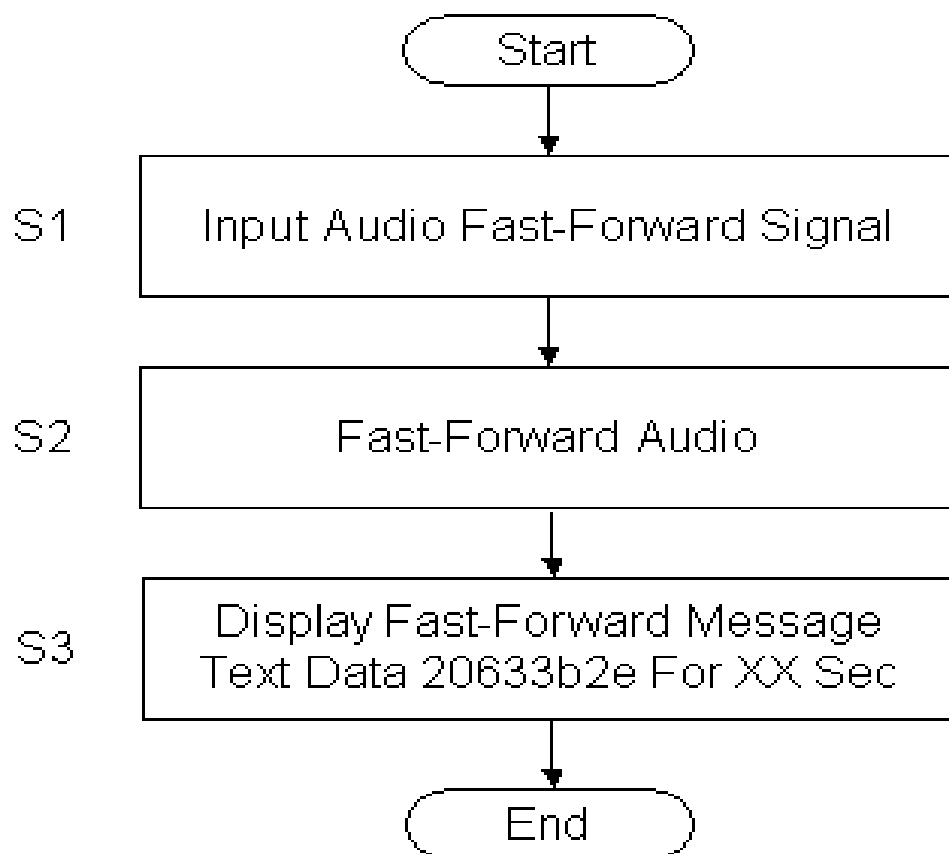 Start
S1
Input Audio Fast-Forward Signal
S2
Fast-Forward Audio
S3
Display Fast-Forward Message
Text Data 20633b2e For XX Sec
End